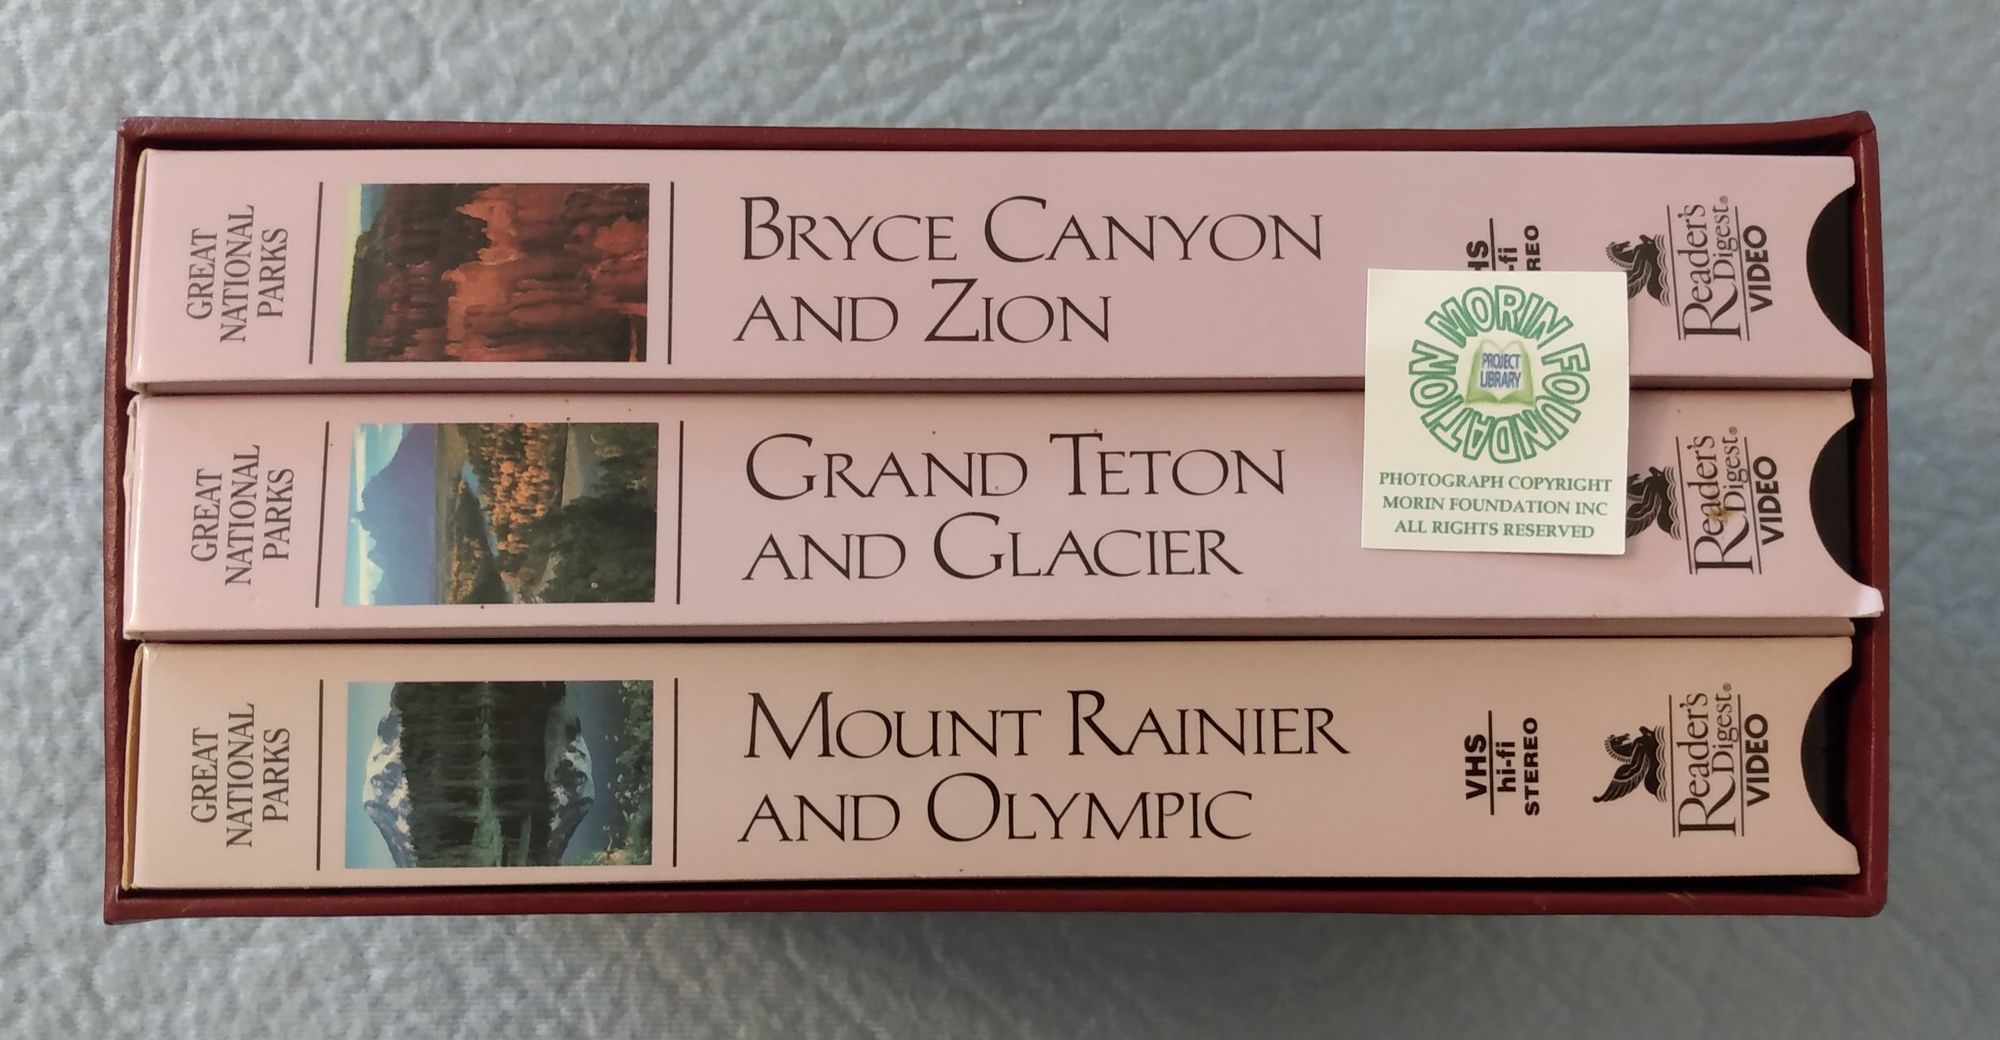 GREAT
NATIONAL
PARKS
BRYCE CANYON
AND ZION
Reader's
Digest®
VIDEO
GREAT
NATIONAL
PARKS
GRAND TETON
AND GLACIER
Reader's
Digest®
VIDEO
GREAT
NATIONAL
PARKS
MOUNT RAINIER
AND OLYMPIC
VHS
hi-fi
STEREO
Reader's
Digest®
VIDEO
MORIN FOUNDATION
PROJECT
LIBRARY
PHOTOGRAPH COPYRIGHT
MORIN FOUNDATION INC
ALL RIGHTS RESERVED